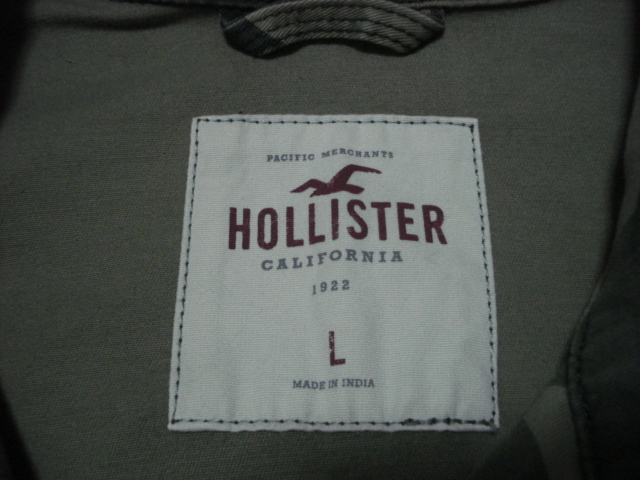 PACIFIC MERCHANTS
HOLLISTER
CALIFORNIA
1922
L
MADE IN INDIA